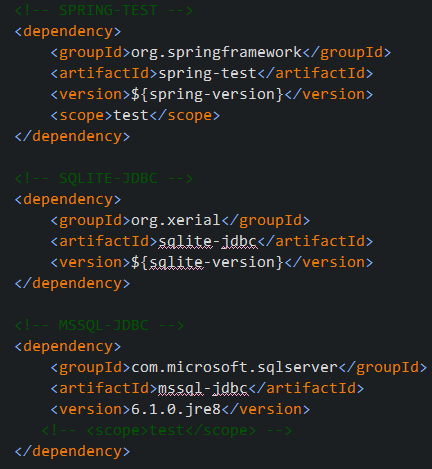 <!-- SPRING-TEST -->
<dependency>
    <groupId>org.springframework</groupId>
    <artifactId>spring-test</artifactId>
    <version>${spring-version}</version>
    <scope>test</scope>
</dependency>

<!-- SQLITE-JDBC -->
<dependency>
    <groupId>org.xerial</groupId>
    <artifactId>sqlite-jdbc</artifactId>
    <version>${sqlite-version}</version>
</dependency>

<!-- MSSQL-JDBC -->
<dependency>
    <groupId>com.microsoft.sqlserver</groupId>
    <artifactId>mssql-jdbc</artifactId>
    <version>6.1.0.jre8</version>
   <!-- <scope>test</scope> -->
</dependency>